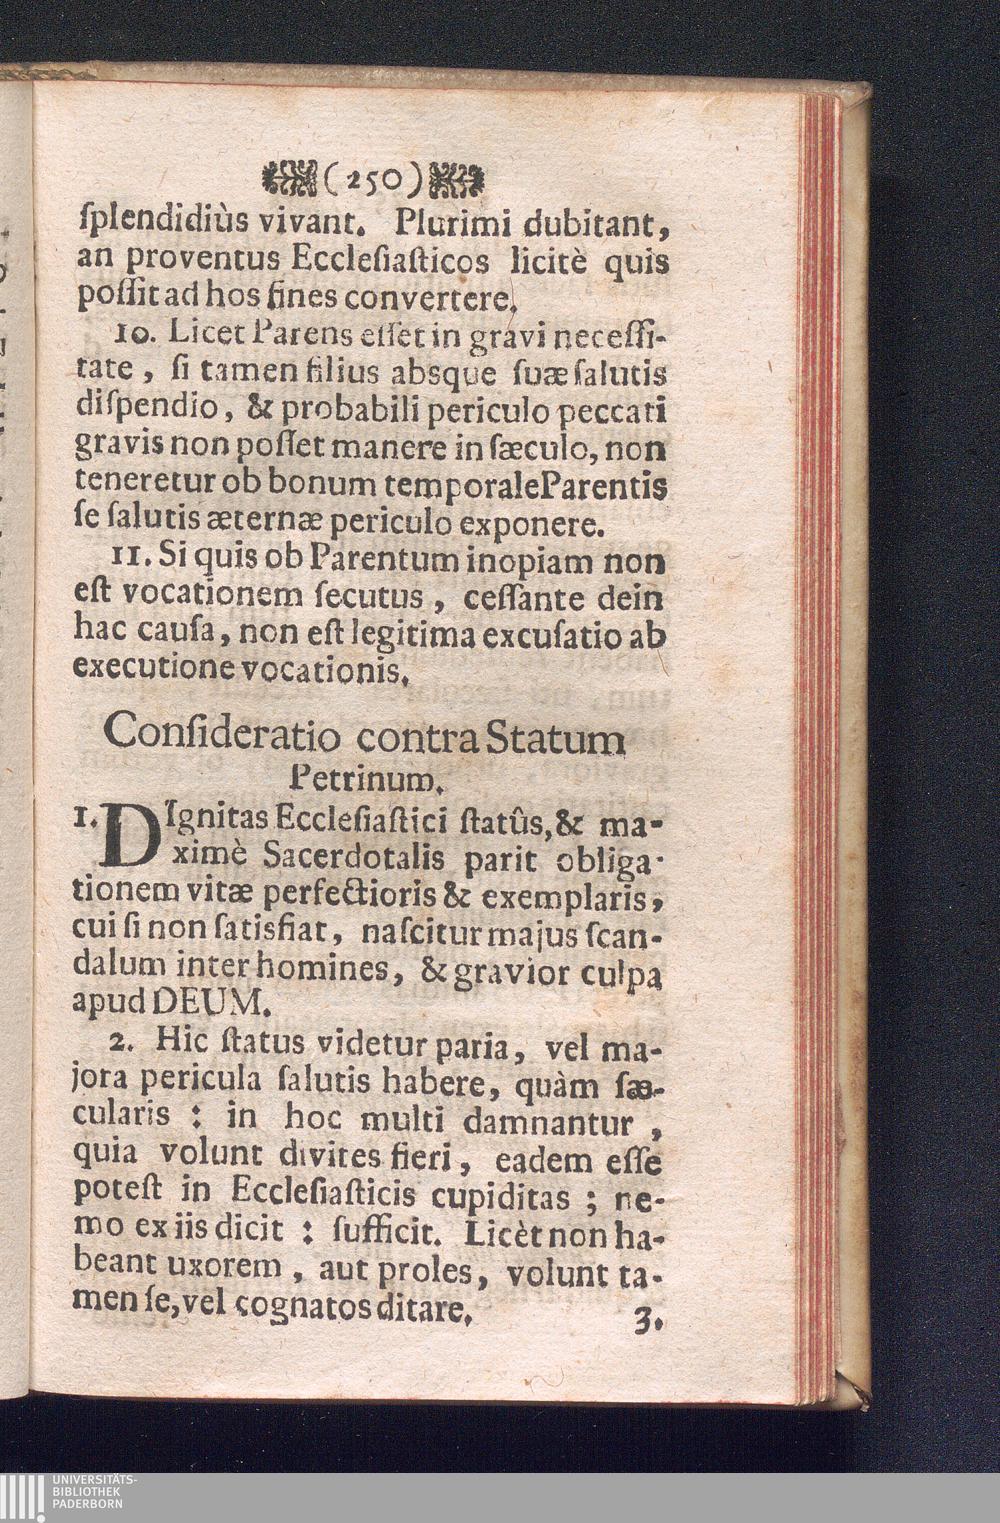 (250)
ſplendidiùs vivant. Plurimi dubitant,
an proventus Eccleſiaſticos licitè quis
poſſit ad hos fines convertere.
10. Licet Parens eſſet in gravi neceſſi-
tate, ſi tamen filius absque ſuæ ſalutis
diſpendio, & probabili periculo peccati
gravis non poſſet manere in ſæculo, non
teneretur ob bonum temporaleParentis
ſe ſalutis æternæ periculo exponere.
11. Si quis ob Parentum inopiam non
eſt vocationem ſecutus, ceſſante dein
hac cauſa, non eſt legitima excuſatio ab
executione vocationis.
Conſideratio contra Statum
Petrinum.
1. DIgnitas Eccleſiaſtici ſtatûs, & ma-
ximè Sacerdotalis parit obliga-
tionem vitæ perfectioris & exemplaris,
cui ſi non ſatisfiat, naſcitur majus ſcan-
dalum inter homines, & gravior culpa
apud DEUM.
2. Hic ſtatus videtur paria, vel ma-
jora pericula ſalutis habere, quàm ſæ-
cularis : in hoc multi damnantur,
quia volunt divites fieri, eadem eſſe
poteſt in Eccleſiaſticis cupiditas ; ne-
mo ex iis dicit : ſufficit. Licèt non ha-
beant uxorem, aut proles, volunt ta-
men ſe, vel cognatos ditare.
3.
UNIVERSITÄTS-
BIBLIOTHEK
PADERBORN